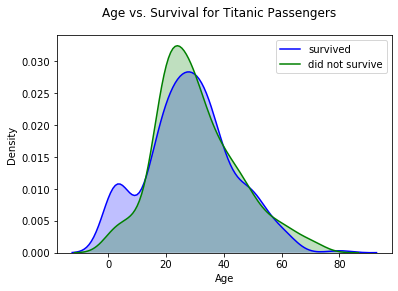 Age vs. Survival for Titanic Passengers
survived
did not survive
0.030
0.025
0.020
0.015
0.010
0.005
0.000
Density
0
20
40
60
80
Age